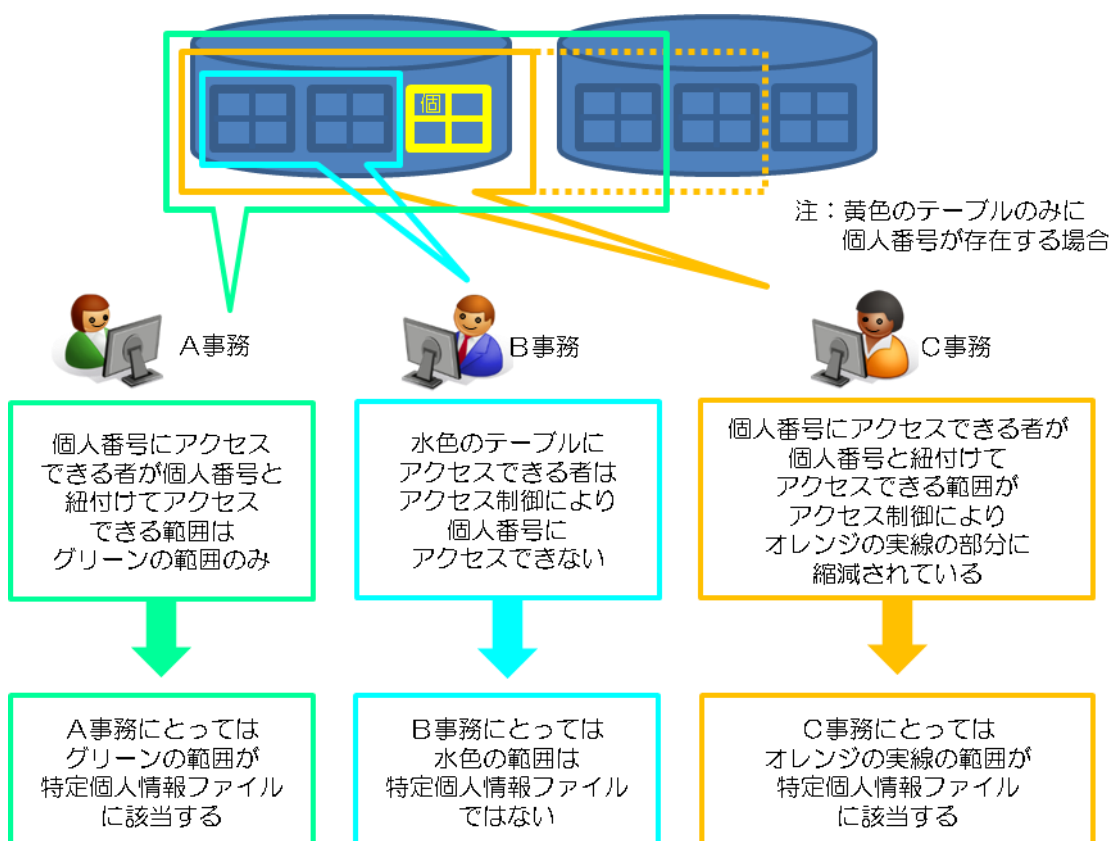 個
注：黄色のテーブルのみに
個人番号が存在する場合
A事務
B事務
C事務
個人番号にアクセス
できる者が個人番号と
紐付けてアクセス
できる範囲は
グリーンの範囲のみ
水色のテーブルに
アクセスできる者は
アクセス制御により
個人番号に
アクセスできない
個人番号にアクセスできる者が
個人番号と紐付けて
アクセスできる範囲が
アクセス制御により
オレンジの実線の部分に
縮減されている
A事務にとっては
グリーンの範囲が
特定個人情報ファイル
に該当する
B事務にとっては
水色の範囲は
特定個人情報ファイル
ではない
C事務にとっては
オレンジの実線の範囲が
特定個人情報ファイル
に該当する